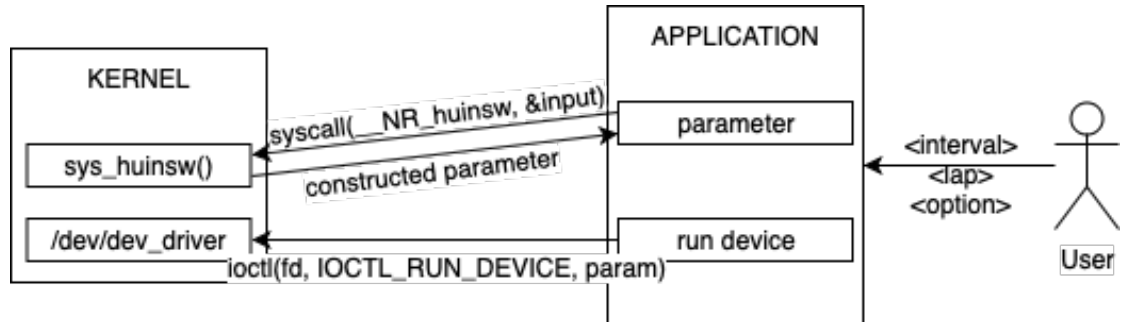 KERNEL
sys_huinsw()
/dev/dev_driver
syscall(__NR_huinsw, &input)
constructed parameter
ioctl(fd, IOCTL_RUN_DEVICE, param)
APPLICATION
parameter
run device
<interval>
<lap>
<option>
User